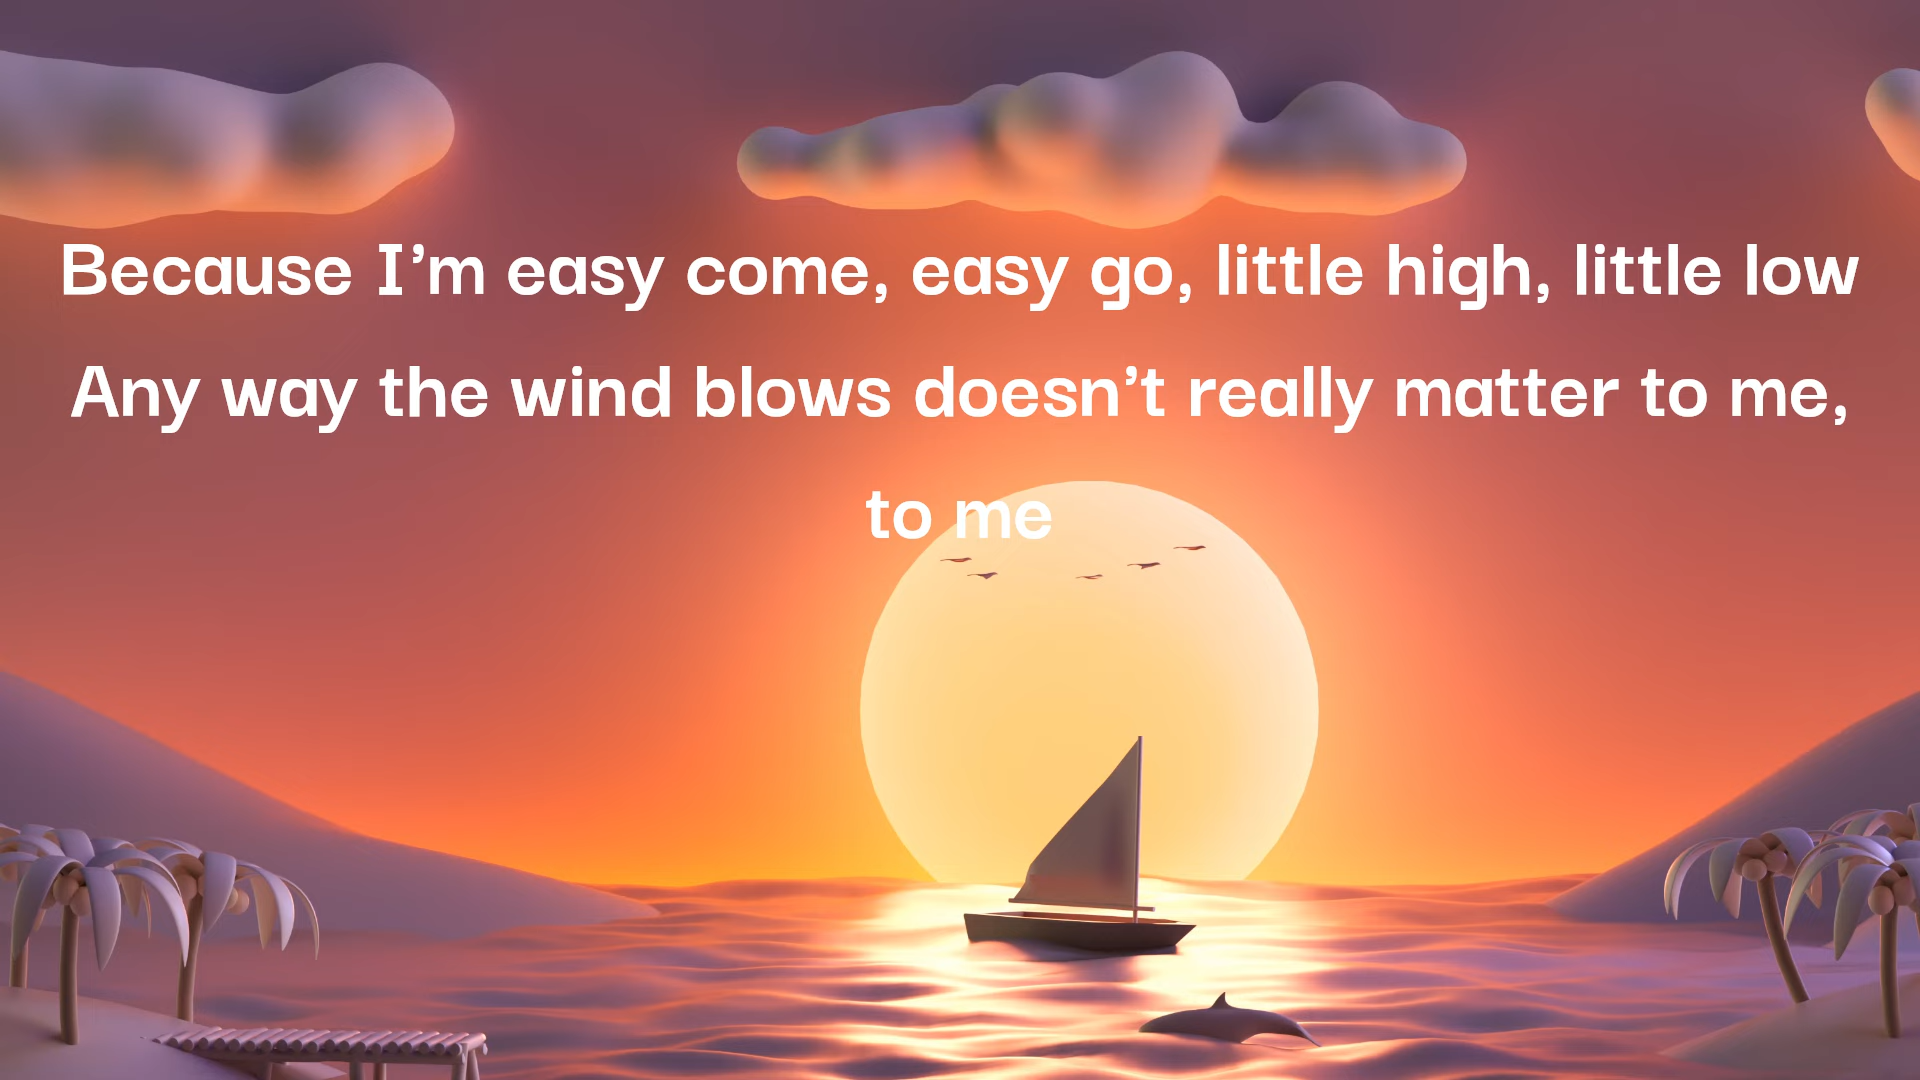 Because I’m easy come, easy go, little high, little low
Any way the wind blows doesn’t really matter to me,
to me